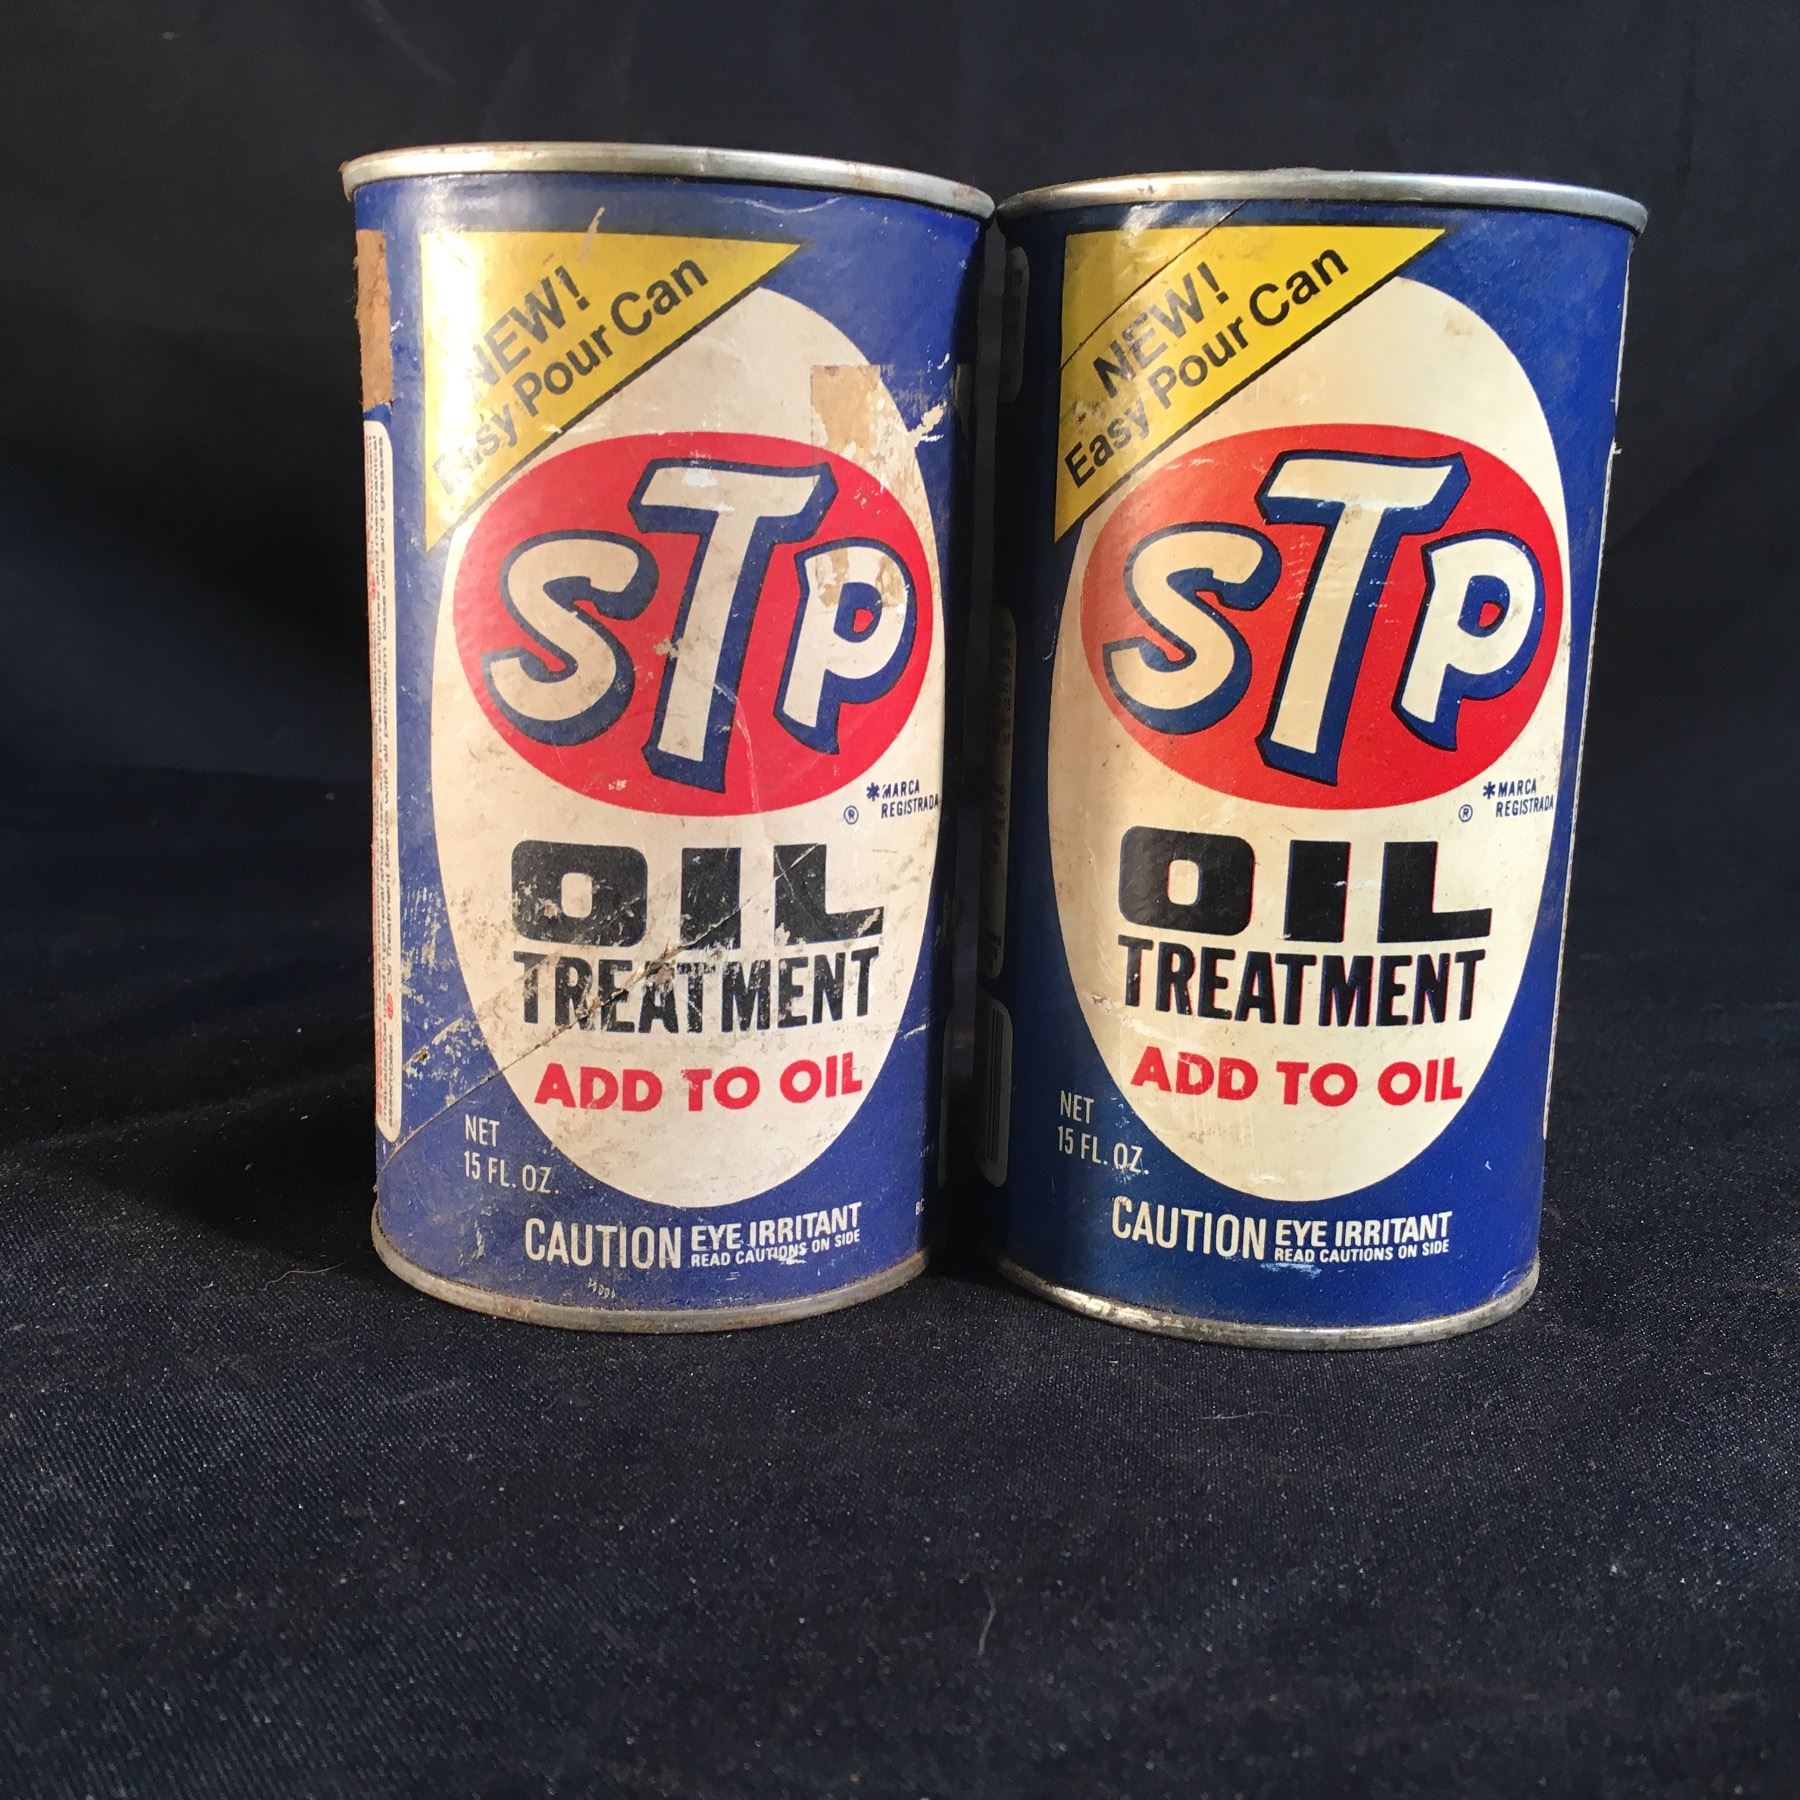 NEW!
Easy Pour Can
STP
® *MARCA
REGISTRADA
OIL
TREATMENT
ADD TO OIL
NET
15 FL. OZ.
CAUTION EYE IRRITANT
READ CAUTIONS ON SIDE
NEW!
Easy Pour Can
STP
® *MARCA
REGISTRADA
OIL
TREATMENT
ADD TO OIL
NET
15 FL. OZ.
CAUTION EYE IRRITANT
READ CAUTIONS ON SIDE